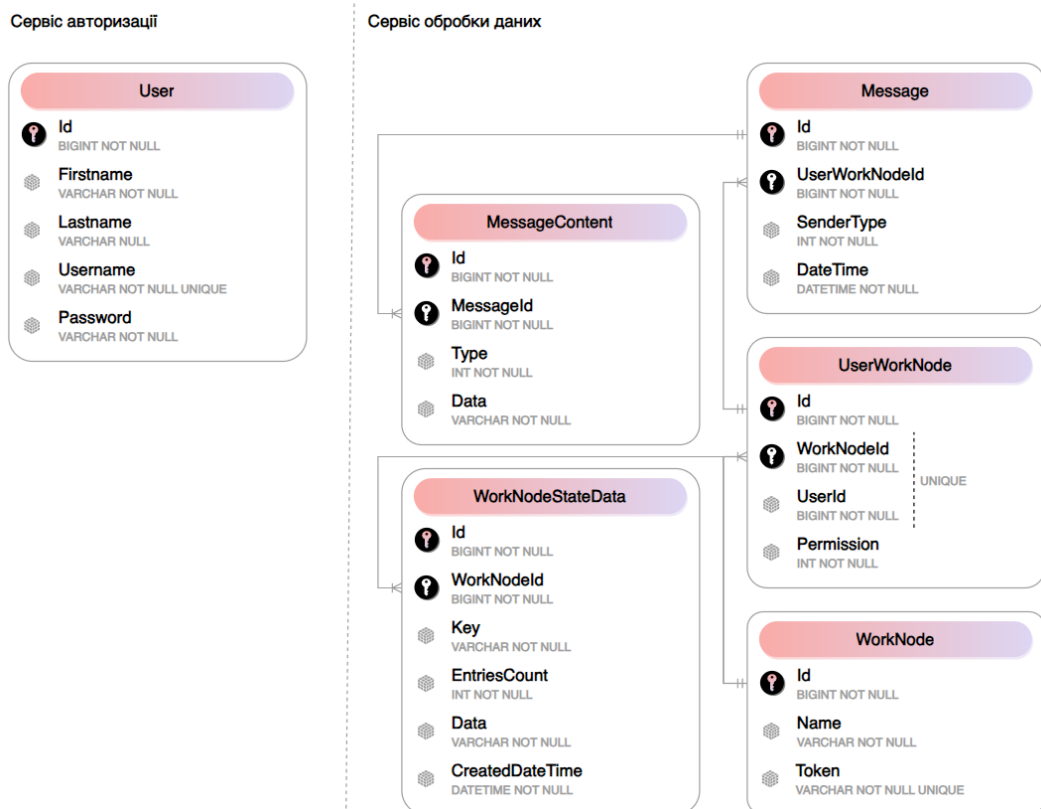 Сервіс авторизації
User
Id
BIGINT NOT NULL
Firstname
VARCHAR NOT NULL
Lastname
VARCHAR NULL
Username
VARCHAR NOT NULL UNIQUE
Password
VARCHAR NOT NULL
Сервіс обробки даних
MessageContent
Id
BIGINT NOT NULL
MessageId
BIGINT NOT NULL
Type
INT NOT NULL
Data
VARCHAR NOT NULL
WorkNodeStateData
Id
BIGINT NOT NULL
WorkNodeId
BIGINT NOT NULL
Key
VARCHAR NOT NULL
EntriesCount
INT NOT NULL
Data
VARCHAR NOT NULL
CreatedDateTime
DATETIME NOT NULL
Message
Id
BIGINT NOT NULL
UserWorkNodeId
BIGINT NOT NULL
SenderType
INT NOT NULL
DateTime
DATETIME NOT NULL
UserWorkNode
Id
BIGINT NOT NULL
WorkNodeId
BIGINT NOT NULL
UNIQUE
UserId
BIGINT NOT NULL
Permission
INT NOT NULL
WorkNode
Id
BIGINT NOT NULL
Name
VARCHAR NOT NULL
Token
VARCHAR NOT NULL UNIQUE